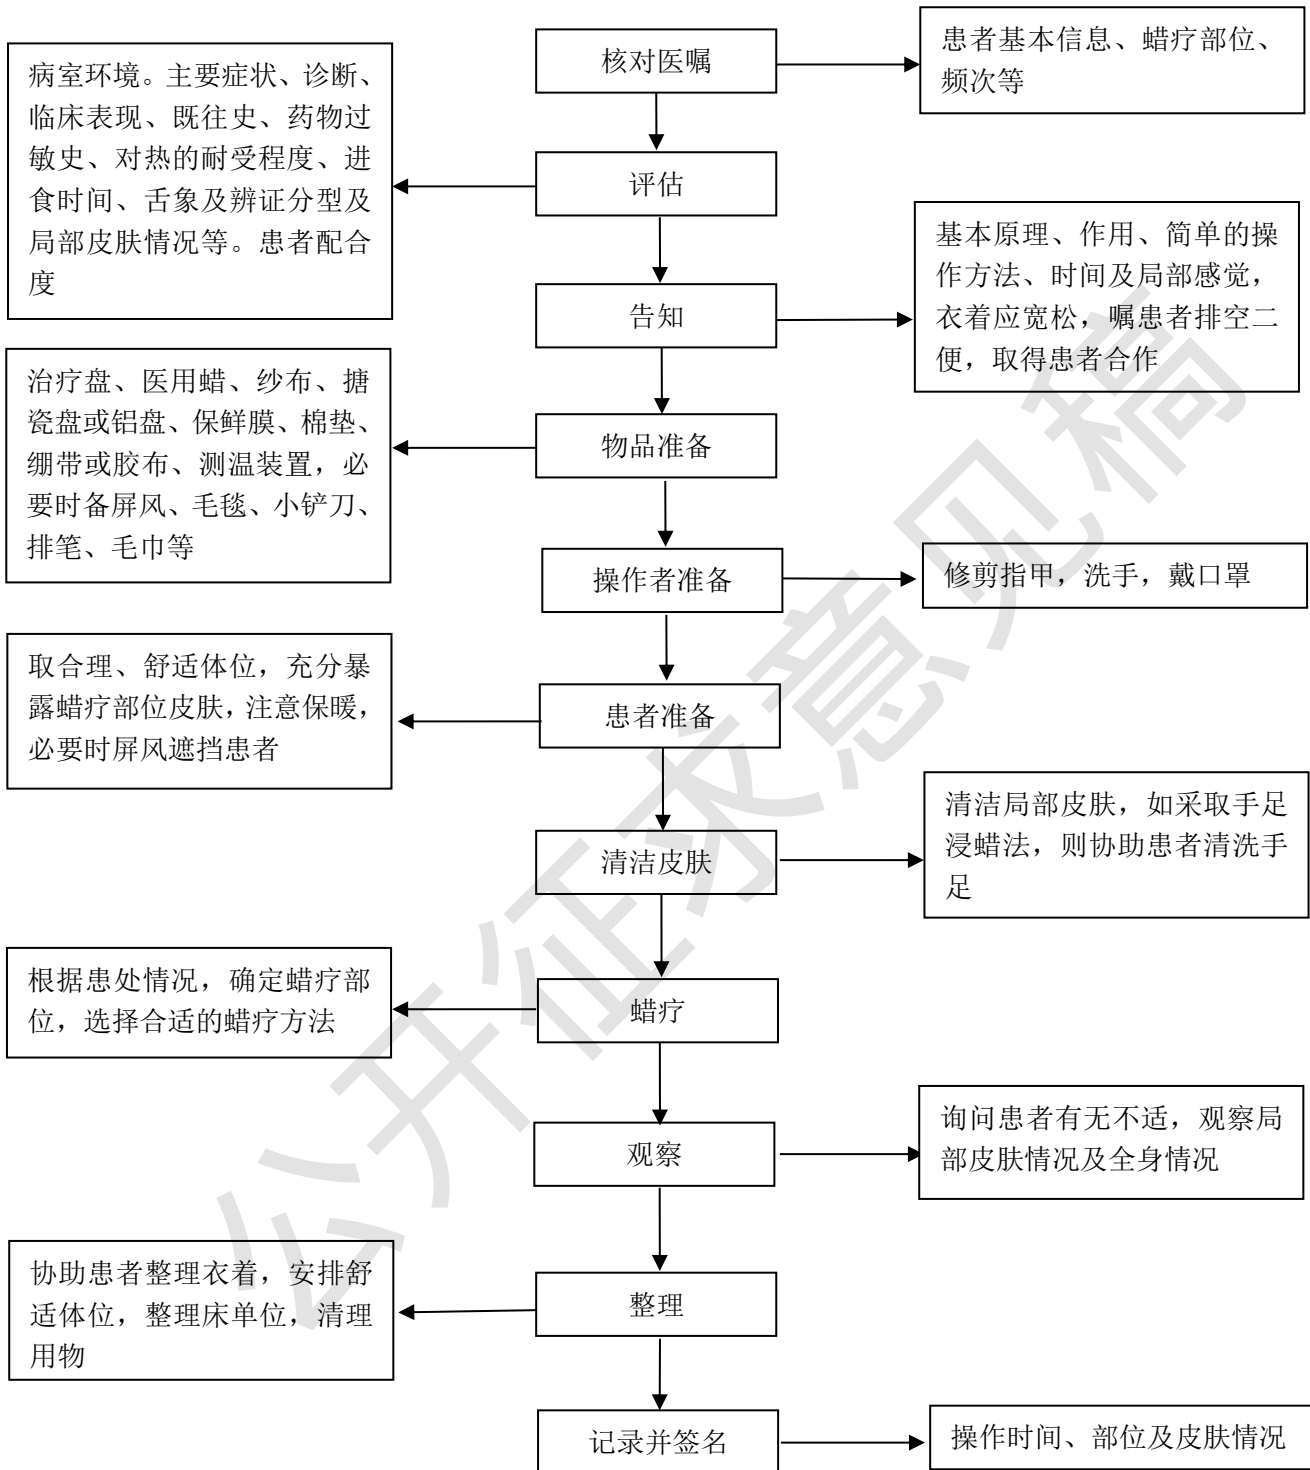 核对医嘱
患者基本信息、蜡疗部位、
频次等
病室环境。主要症状、诊断、
临床表现、既往史、药物过
敏史、对热的耐受程度、进
食时间、舌象及辨证分型及
局部皮肤情况等。患者配合
度
评估
基本原理、作用、简单的操
作方法、时间及局部感觉，
衣着应宽松，嘱患者排空二
便，取得患者合作
告知
治疗盘、医用蜡、纱布、搪
瓷盘或铝盘、保鲜膜、棉垫、
绷带或胶布、测温装置，必
要时备屏风、毛毯、小铲刀、
排笔、毛巾等
物品准备
操作者准备
修剪指甲，洗手，戴口罩
取合理、舒适体位，充分暴
露蜡疗部位皮肤，注意保暖，
必要时屏风遮挡患者
患者准备
清洁皮肤
清洁局部皮肤，如采取手足
浸蜡法，则协助患者清洗手
足
根据患处情况，确定蜡疗部
位，选择合适的蜡疗方法
蜡疗
观察
询问患者有无不适，观察局
部皮肤情况及全身情况
协助患者整理衣着，安排舒
适体位，整理床单位，清理
用物
整理
记录并签名
操作时间、部位及皮肤情况
公开征求意见稿